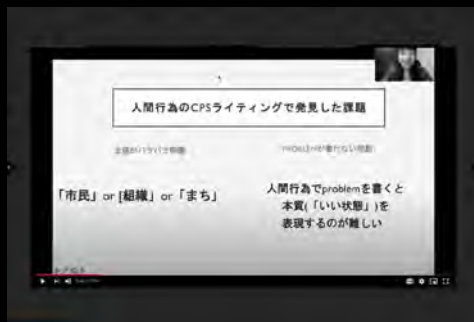 人間行為のCPSライティングで発見した課題
「市民」or [組織」or「まち」
人間行為でproblemを書くと
本質(「いい状態」)を
表現するのが難しい